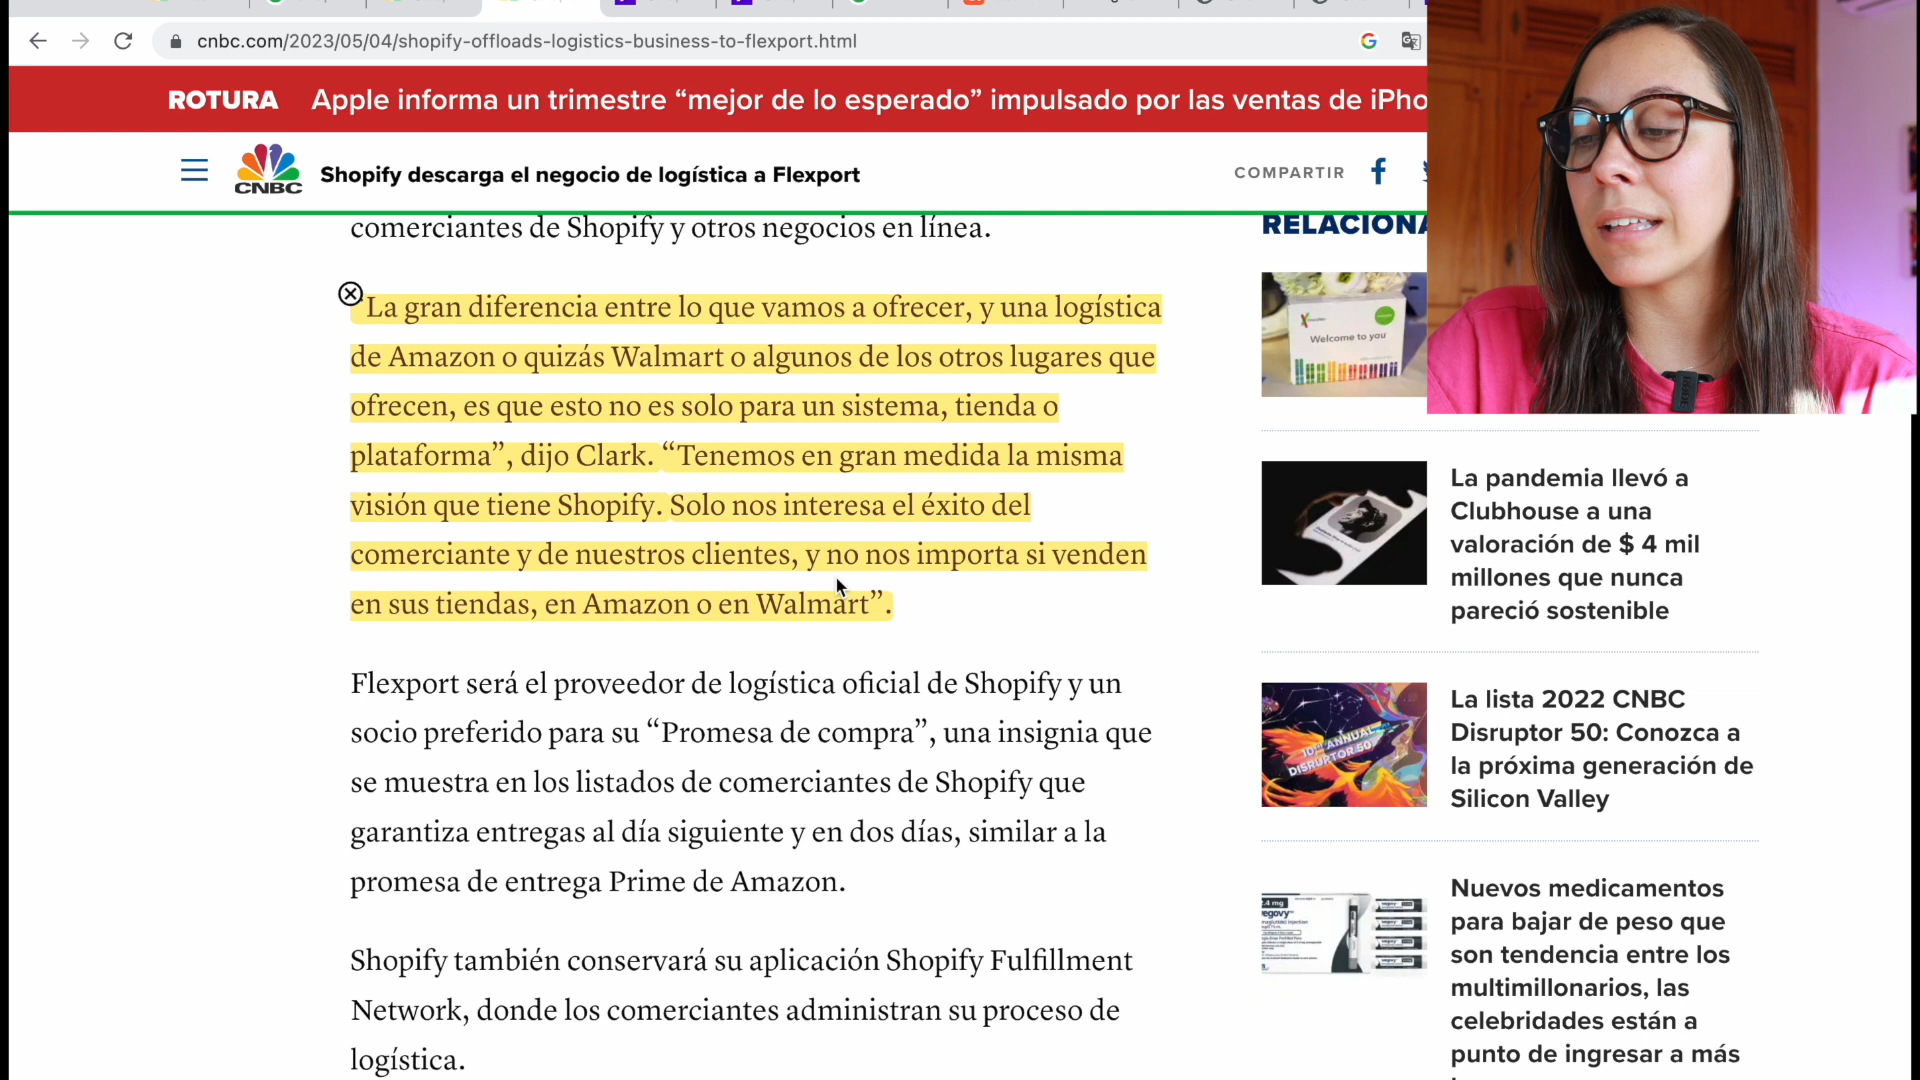 cnbc.com/2023/05/04/shopify-offloads-logistics-business-to-flexport.html
ROTURA Apple informa un trimestre “mejor de lo esperado” impulsado por las ventas de iPho
CNBC
Shopify descarga el negocio de logística a Flexport
COMPARTIR
comerciantes de Shopify y otros negocios en línea.
La gran diferencia entre lo que vamos a ofrecer, y una logística
de Amazon o quizás Walmart o algunos de los otros lugares que
ofrecen, es que esto no es solo para un sistema, tienda o
plataforma”, dijo Clark. “Tenemos en gran medida la misma
visión que tiene Shopify. Solo nos interesa el éxito del
comerciante y de nuestros clientes, y no nos importa si venden
en sus tiendas, en Amazon o en Walmart”.
Flexport será el proveedor de logística oficial de Shopify y un
socio preferido para su “Promesa de compra”, una insignia que
se muestra en los listados de comerciantes de Shopify que
garantiza entregas al día siguiente y en dos días, similar a la
promesa de entrega Prime de Amazon.
Shopify también conservará su aplicación Shopify Fulfillment
Network, donde los comerciantes administran su proceso de
logística.
RELACIONA
Welcome to you
La pandemia llevó a
Clubhouse a una
valoración de $ 4 mil
millones que nunca
pareció sostenible
10TH ANNUAL
DISRUPTOR 50
La lista 2022 CNBC
Disruptor 50: Conozca a
la próxima generación de
Silicon Valley
2.4 mg
wegovy
Nuevos medicamentos
para bajar de peso que
son tendencia entre los
multimillonarios, las
celebridades están a
punto de ingresar a más